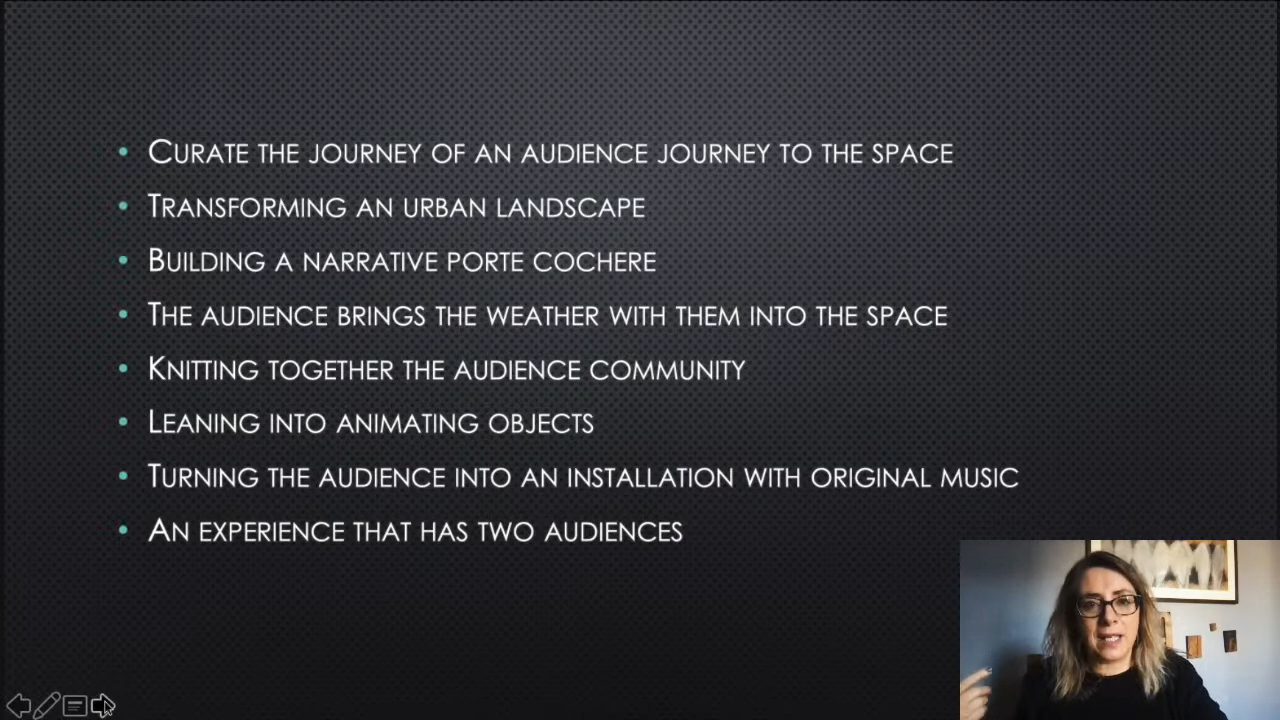 • Curate the journey of an audience journey to the space
• Transforming an urban landscape
• Building a narrative porte cochere
• The audience brings the weather with them into the space
• Knitting together the audience community
• Leaning into animating objects
• Turning the audience into an installation with original music
• An experience that has two audiences